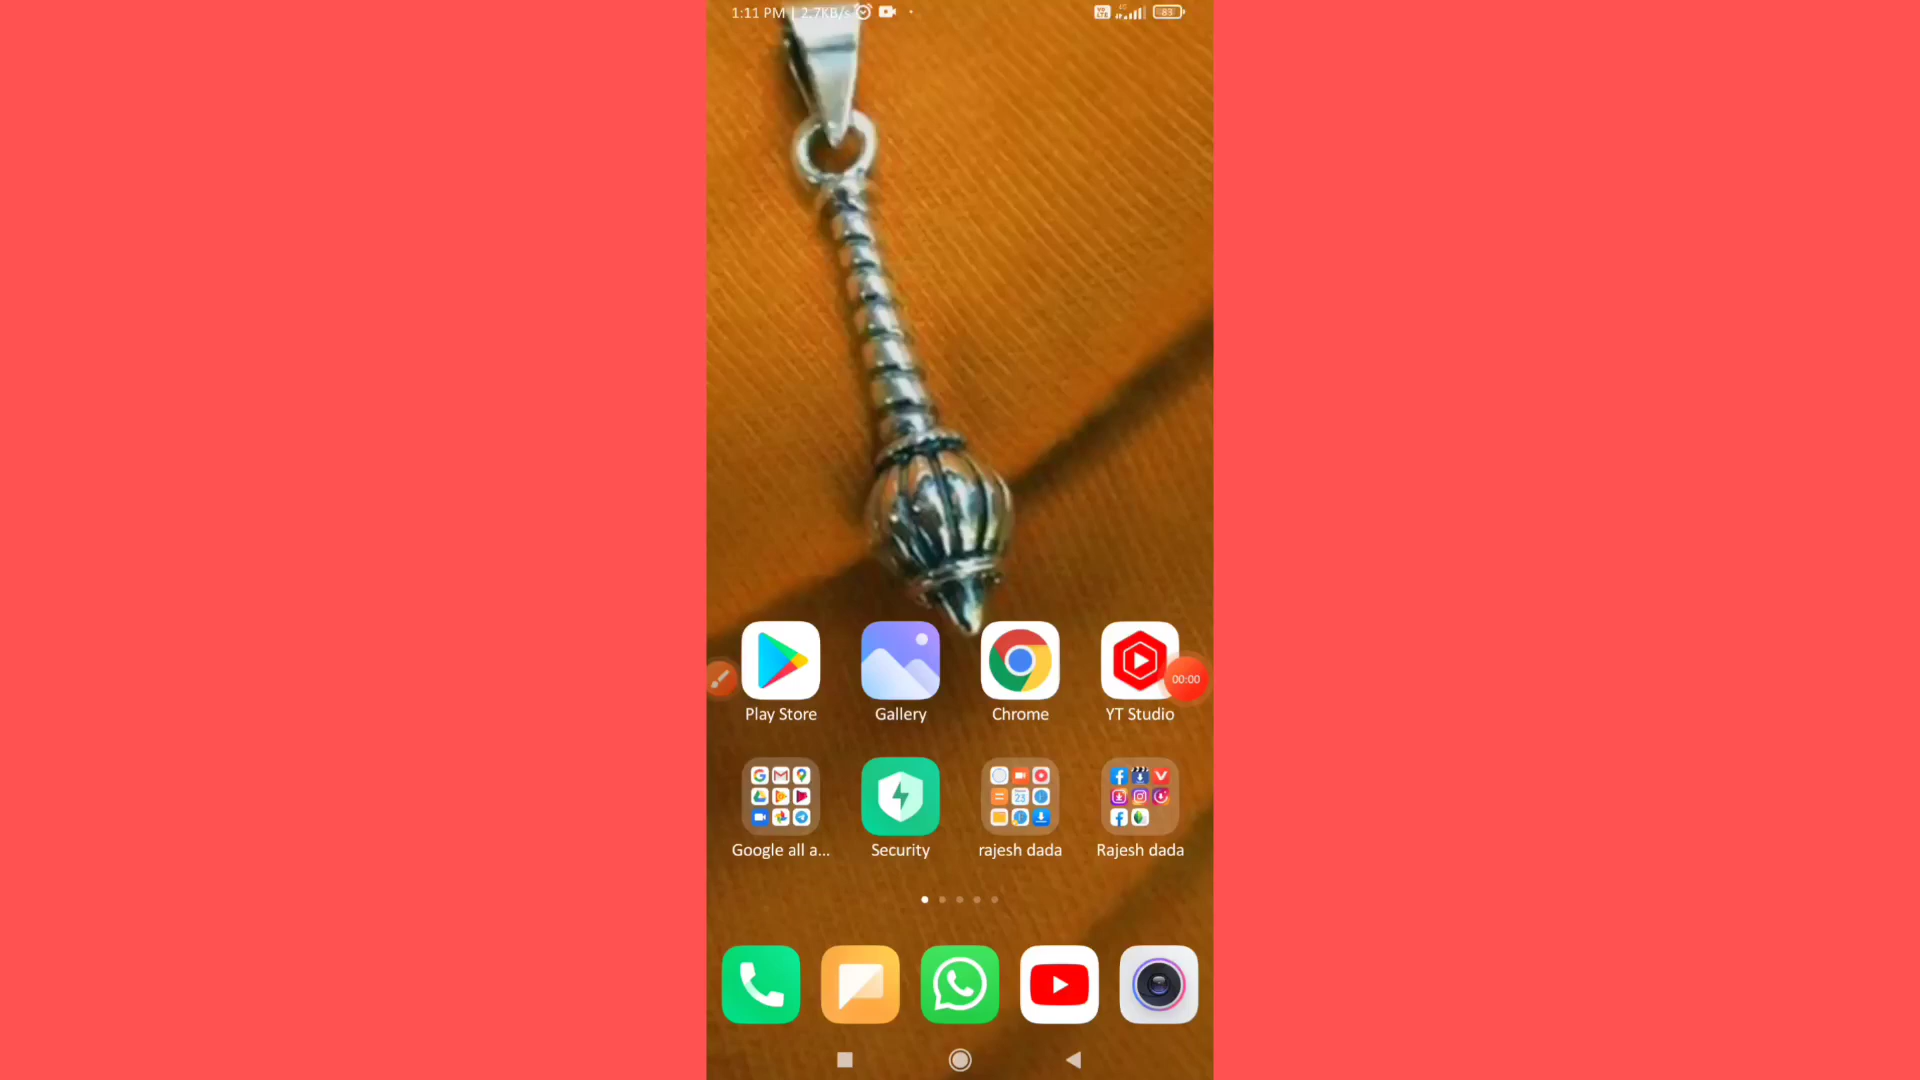 1:11 PM | 2.7KB/s
83
Play Store
Gallery
Chrome
YT Studio
00:00
Google all a...
Security
rajesh dada
Rajesh dada